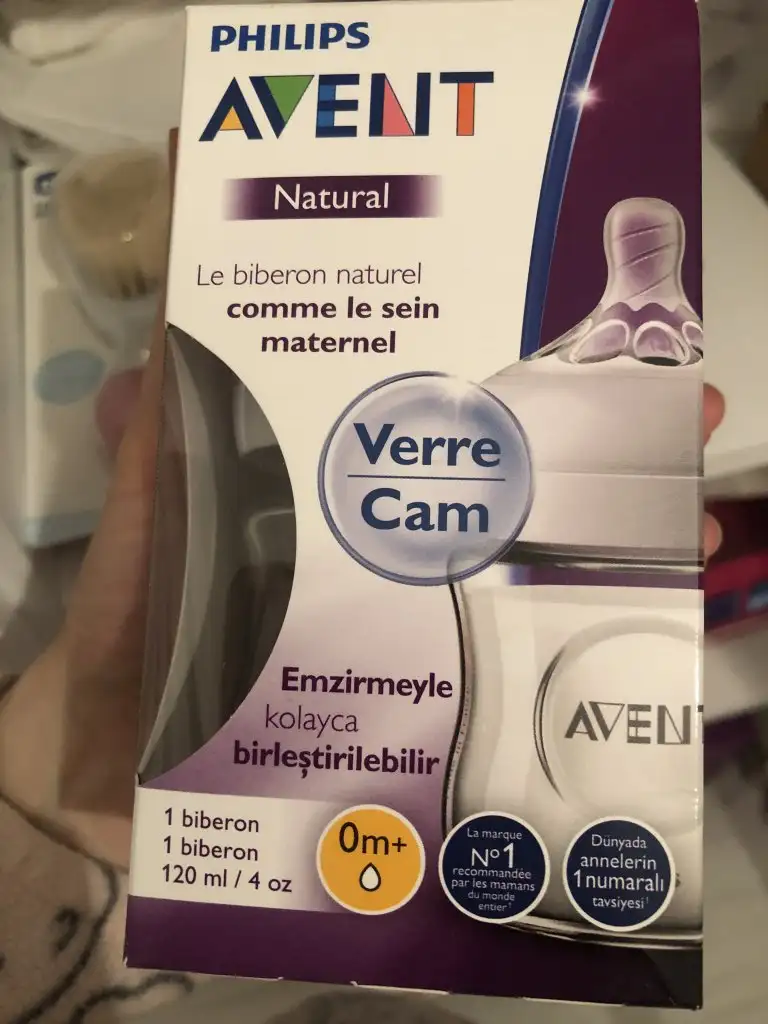 PHILIPS
AVENT
Natural
Le biberon naturel
comme le sein
maternel
Verre
Cam
Emzirmeyle
kolayca
birleştirilebilir
AVENT
1 biberon
1 biberon
120 ml / 4 oz
0m+
La marque
N°1
recommandée
par les mamans
du monde
entier¹
Dünyada
annelerin
1 numaralı
tavsiyesi¹